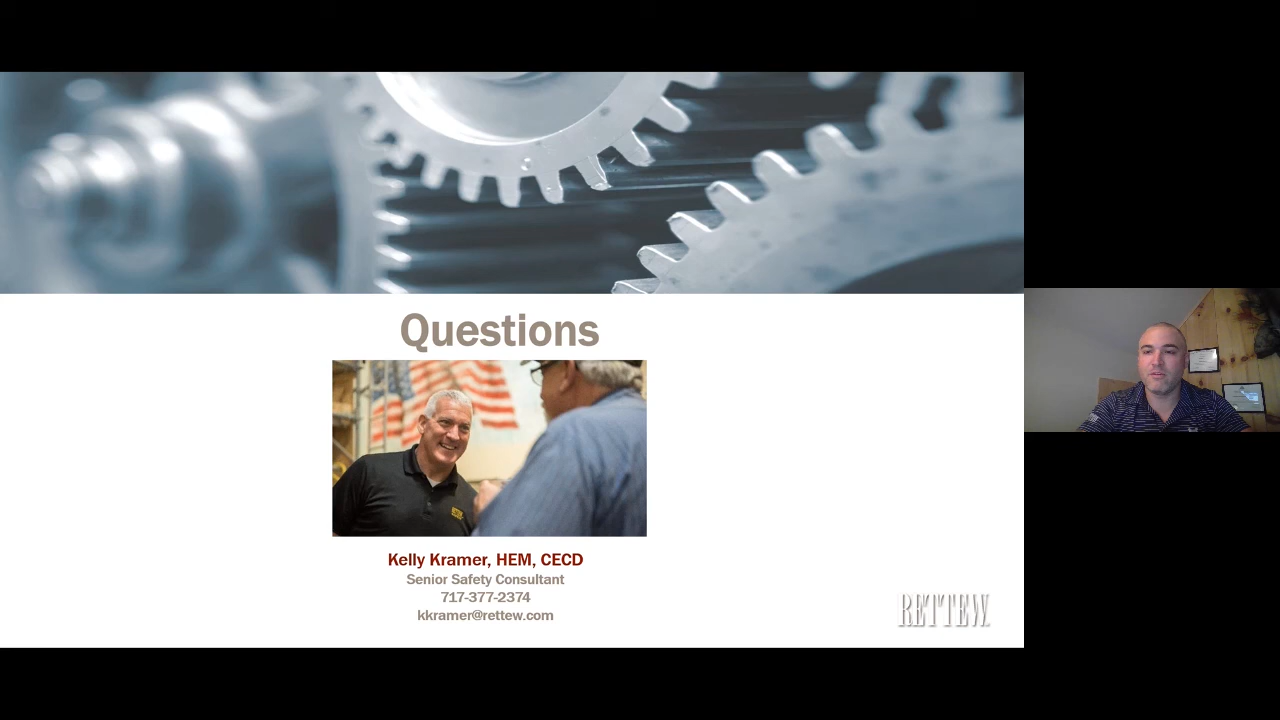 Questions
Kelly Kramer, HEM, CECD
Senior Safety Consultant
717-377-2374
kkramer@rettew.com
RETTEW